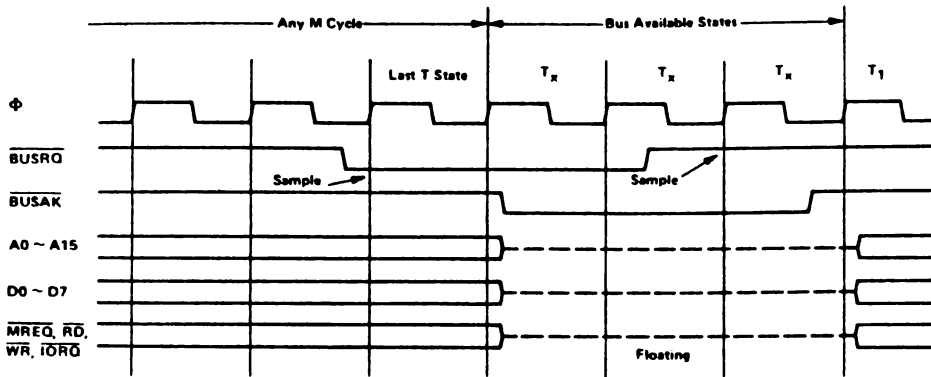 Any M Cycle
Bus Available States
Last T State
Tx
Tx
Tx
T1
Φ
BUSRQ
Sample
Sample
BUSAK
A0 ~ A15
D0 ~ D7
MREQ, RD,
WR, IORQ
Floating